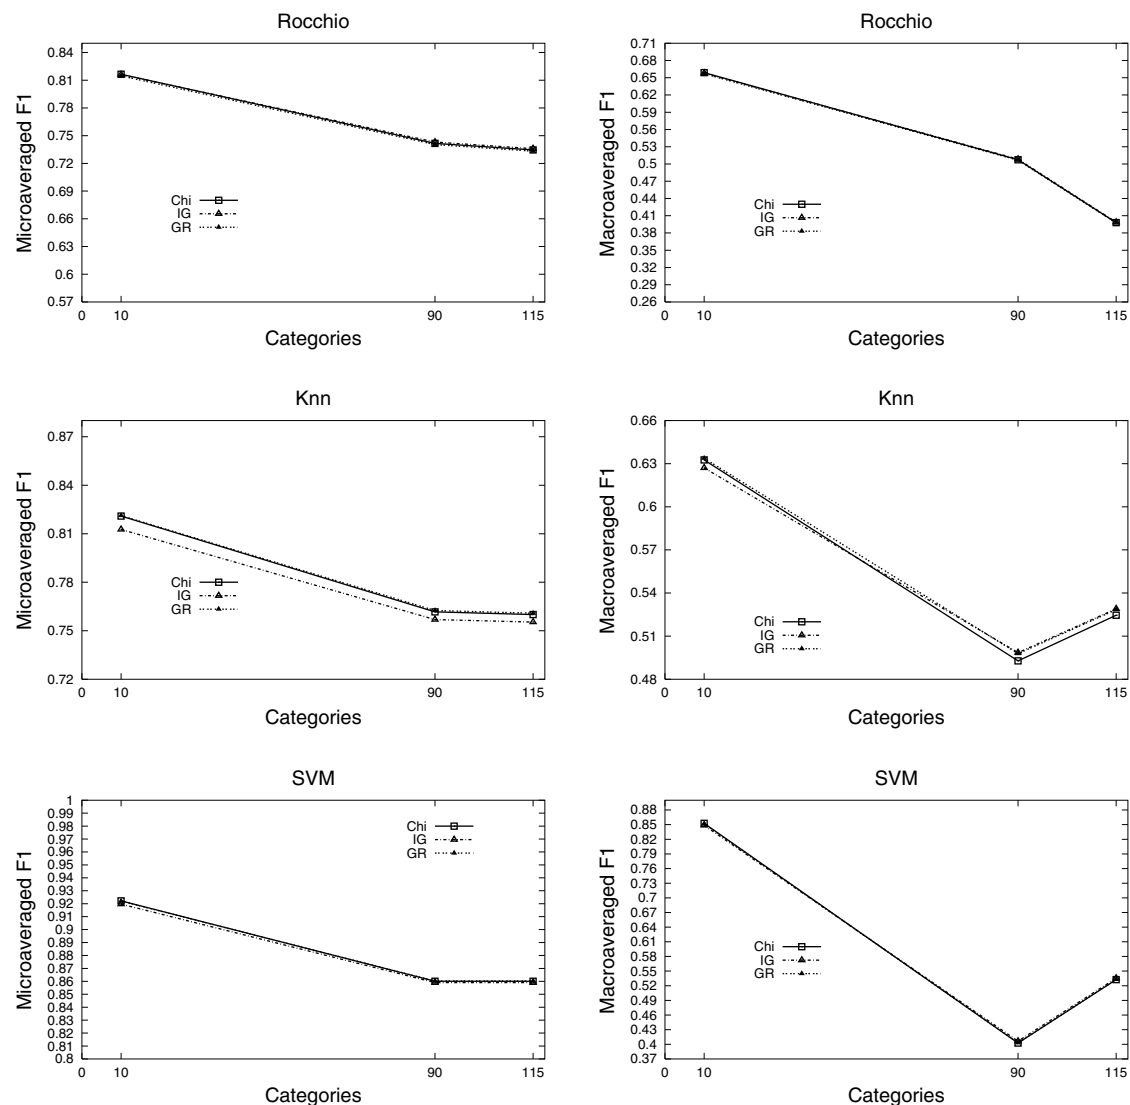 Rocchio
Microaveraged F1
0.84
0.81
0.78
0.75
0.72
0.69
0.66
0.63
0.6
0.57
Chi
IG
GR
0 10 90 115
Categories
Rocchio
Macroaveraged F1
0.71
0.68
0.65
0.62
0.59
0.56
0.53
0.5
0.47
0.44
0.41
0.38
0.35
0.32
0.29
0.26
Chi
IG
GR
0 10 90 115
Categories
Knn
Microaveraged F1
0.87
0.84
0.81
0.78
0.75
0.72
Chi
IG
GR
0 10 90 115
Categories
Knn
Macroaveraged F1
0.66
0.63
0.6
0.57
0.54
0.51
0.48
Chi
IG
GR
0 10 90 115
Categories
SVM
Microaveraged F1
1
0.99
0.98
0.97
0.96
0.95
0.94
0.93
0.92
0.91
0.9
0.89
0.88
0.87
0.86
0.85
0.84
0.83
0.82
0.81
0.8
Chi
IG
GR
0 10 90 115
Categories
SVM
Macroaveraged F1
0.88
0.85
0.82
0.79
0.76
0.73
0.7
0.67
0.64
0.61
0.58
0.55
0.52
0.49
0.46
0.43
0.4
0.37
Chi
IG
GR
0 10 90 115
Categories